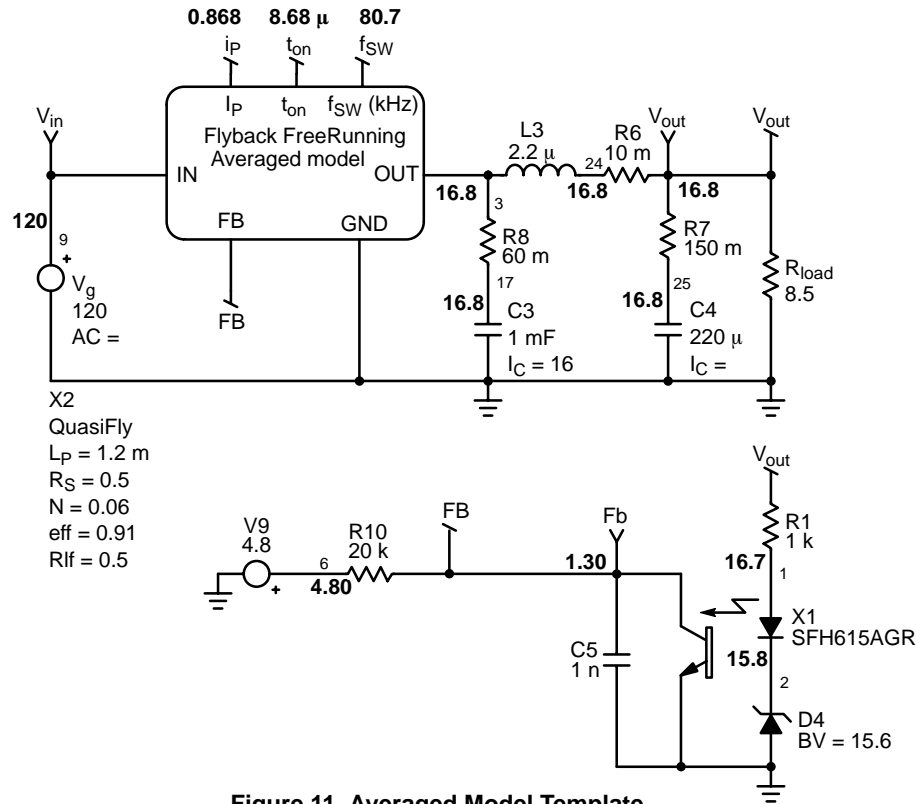 0.868 8.68 μ 80.7
iP ton fSW
IP ton fSW (kHz)
Flyback FreeRunning
Averaged model
IN
OUT
FB
GND
Vin
120
9
+
Vg
120
AC =
FB
16.8
3
R8
60 m
17
16.8
C3
1 mF
IC = 16
L3
2.2 μ
24
16.8
R6
10 m
Vout
16.8
R7
150 m
25
16.8
C4
220 μ
IC =
Vout
Rload
8.5
X2
QuasiFly
LP = 1.2 m
RS = 0.5
N = 0.06
eff = 0.91
RIf = 0.5
V9
4.8
+
6
4.80
R10
20 k
FB
Fb
1.30
C5
1 n
Vout
R1
1 k
16.7
1
X1
SFH615AGR
15.8
2
D4
BV = 15.6
Figure 11. Averaged Model Template